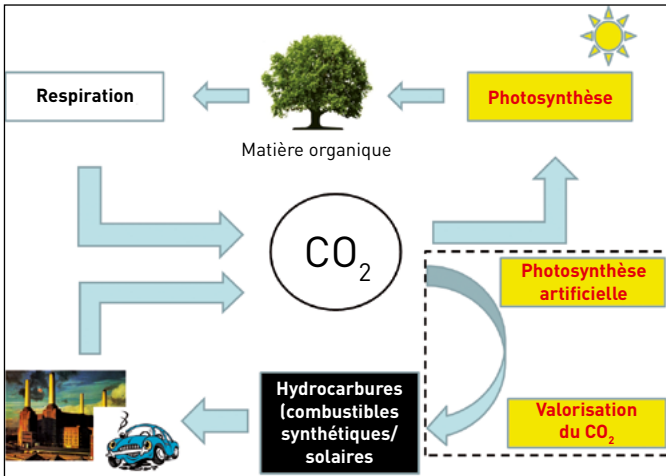 Respiration
Photosynthèse
Matière organique
CO₂
Photosynthèse
artificielle
Hydrocarbures
(combustibles
synthétiques/
solaires
Valorisation
du CO₂